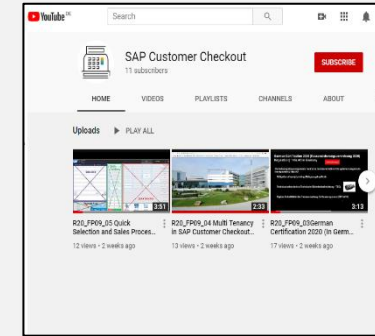 YouTube DE
Search
SAP Customer Checkout
11 subscribers
SUBSCRIBE
HOME VIDEOS PLAYLISTS CHANNELS ABOUT
Uploads PLAY ALL
3:51
2:33
3:13
R20_FP09_05 Quick
Selection and Sales Proces...
12 views • 2 weeks ago
R20_FP09_04 Multi Tenancy
in SAP Customer Checkout...
13 views • 2 weeks ago
R20_FP09_03German
Certification 2020 (in Germ...
17 views • 2 weeks ago